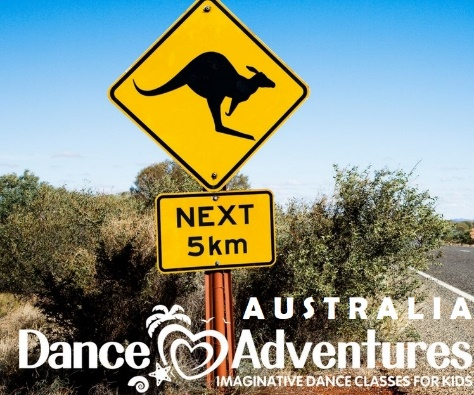 NEXT
5km
AUSTRALIA
Dance Adventures
IMAGINATIVE DANCE CLASSES FOR KIDS